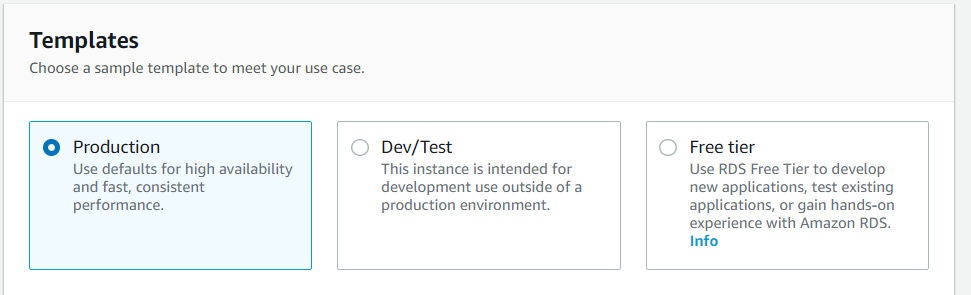 Templates
Choose a sample template to meet your use case.
Production
Use defaults for high availability
and fast, consistent
performance.
Dev/Test
This instance is intended for
development use outside of a
production environment.
Free tier
Use RDS Free Tier to develop
new applications, test existing
applications, or gain hands-on
experience with Amazon RDS.
Info